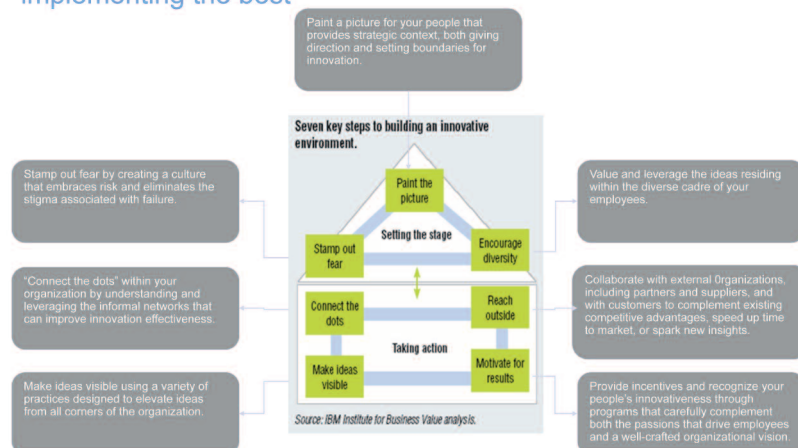 implementing the best
Paint a picture for your people that
provides strategic context, both giving
direction and setting boundaries for
innovation.
Seven key steps to building an innovative
environment.
Stamp out fear by creating a culture
that embraces risk and eliminates the
stigma associated with failure.
Paint the
picture
Value and leverage the ideas residing
within the diverse cadre of your
employees.
Setting the stage
Stamp out
fear
Encourage
diversity
"Connect the dots" within your
organization by understanding and
leveraging the informal networks that
can improve innovation effectiveness.
Connect the
dots
Reach
outside
Collaborate with external 0rganizations,
including partners and suppliers, and
with customers to complement existing
competitive advantages, speed up time
to market, or spark new insights.
Taking action
Make ideas
visible
Motivate for
results
Make ideas visible using a variety of
practices designed to elevate ideas
from all corners of the organization.
Provide incentives and recognize your
people's innovativeness through
programs that carefully complement
both the passions that drive employees
and a well-crafted organizational vision.
Source: IBM Institute for Business Value analysis.